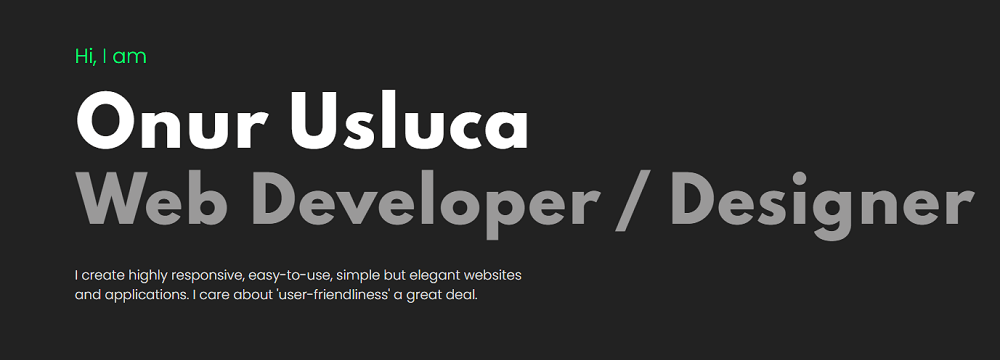 Hi, I am
Onur Usluca
Web Developer / Designer
I create highly responsive, easy-to-use, simple but elegant websites
and applications. I care about 'user-friendliness' a great deal.